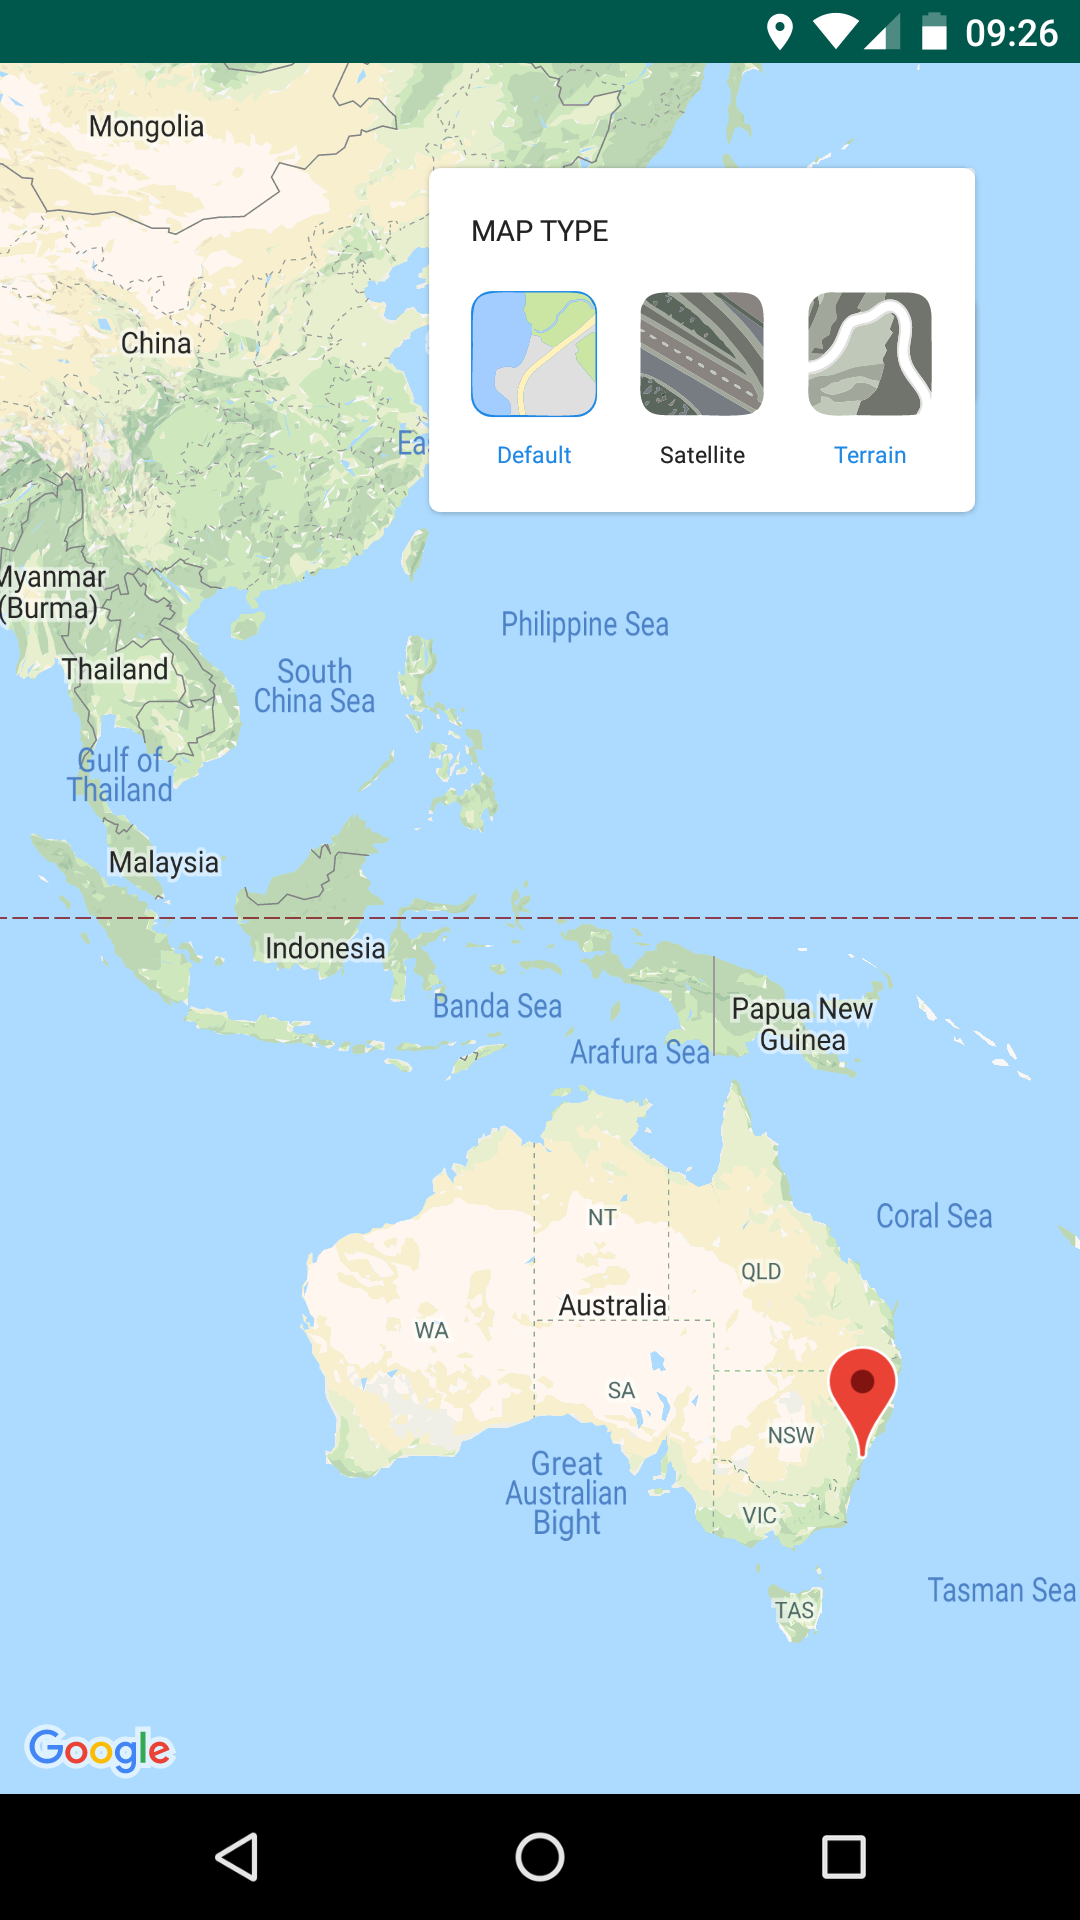 09:26
Mongolia
MAP TYPE
China
Eas
Default
Satellite
Terrain
Myanmar
(Burma)
Philippine Sea
Thailand
South
China Sea
Gulf of
Thailand
Malaysia
Indonesia
Banda Sea
Papua New
Guinea
Arafura Sea
Coral Sea
NT
QLD
Australia
WA
SA
NSW
Great
Australian
Bight
VIC
Tasman Sea
TAS
Google